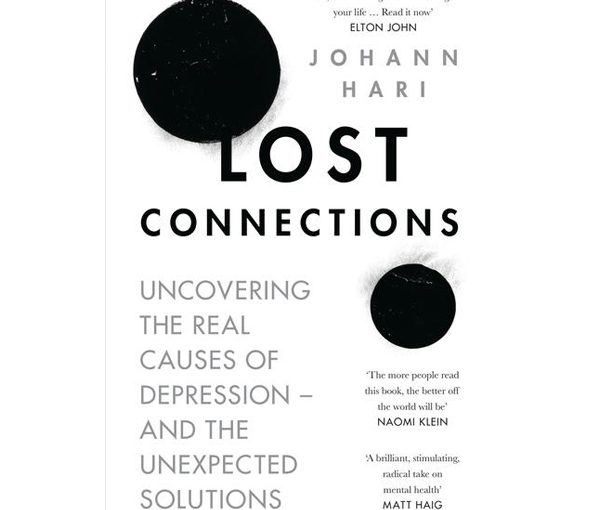 your life … Read it now’
ELTON JOHN
JOHANN
HARI
LOST
CONNECTIONS
UNCOVERING
THE REAL
CAUSES OF
DEPRESSION –
AND THE
UNEXPECTED
SOLUTIONS
‘The more people read
this book, the better off
the world will be’
NAOMI KLEIN
‘A brilliant, stimulating,
radical take on
mental health’
MATT HAIG